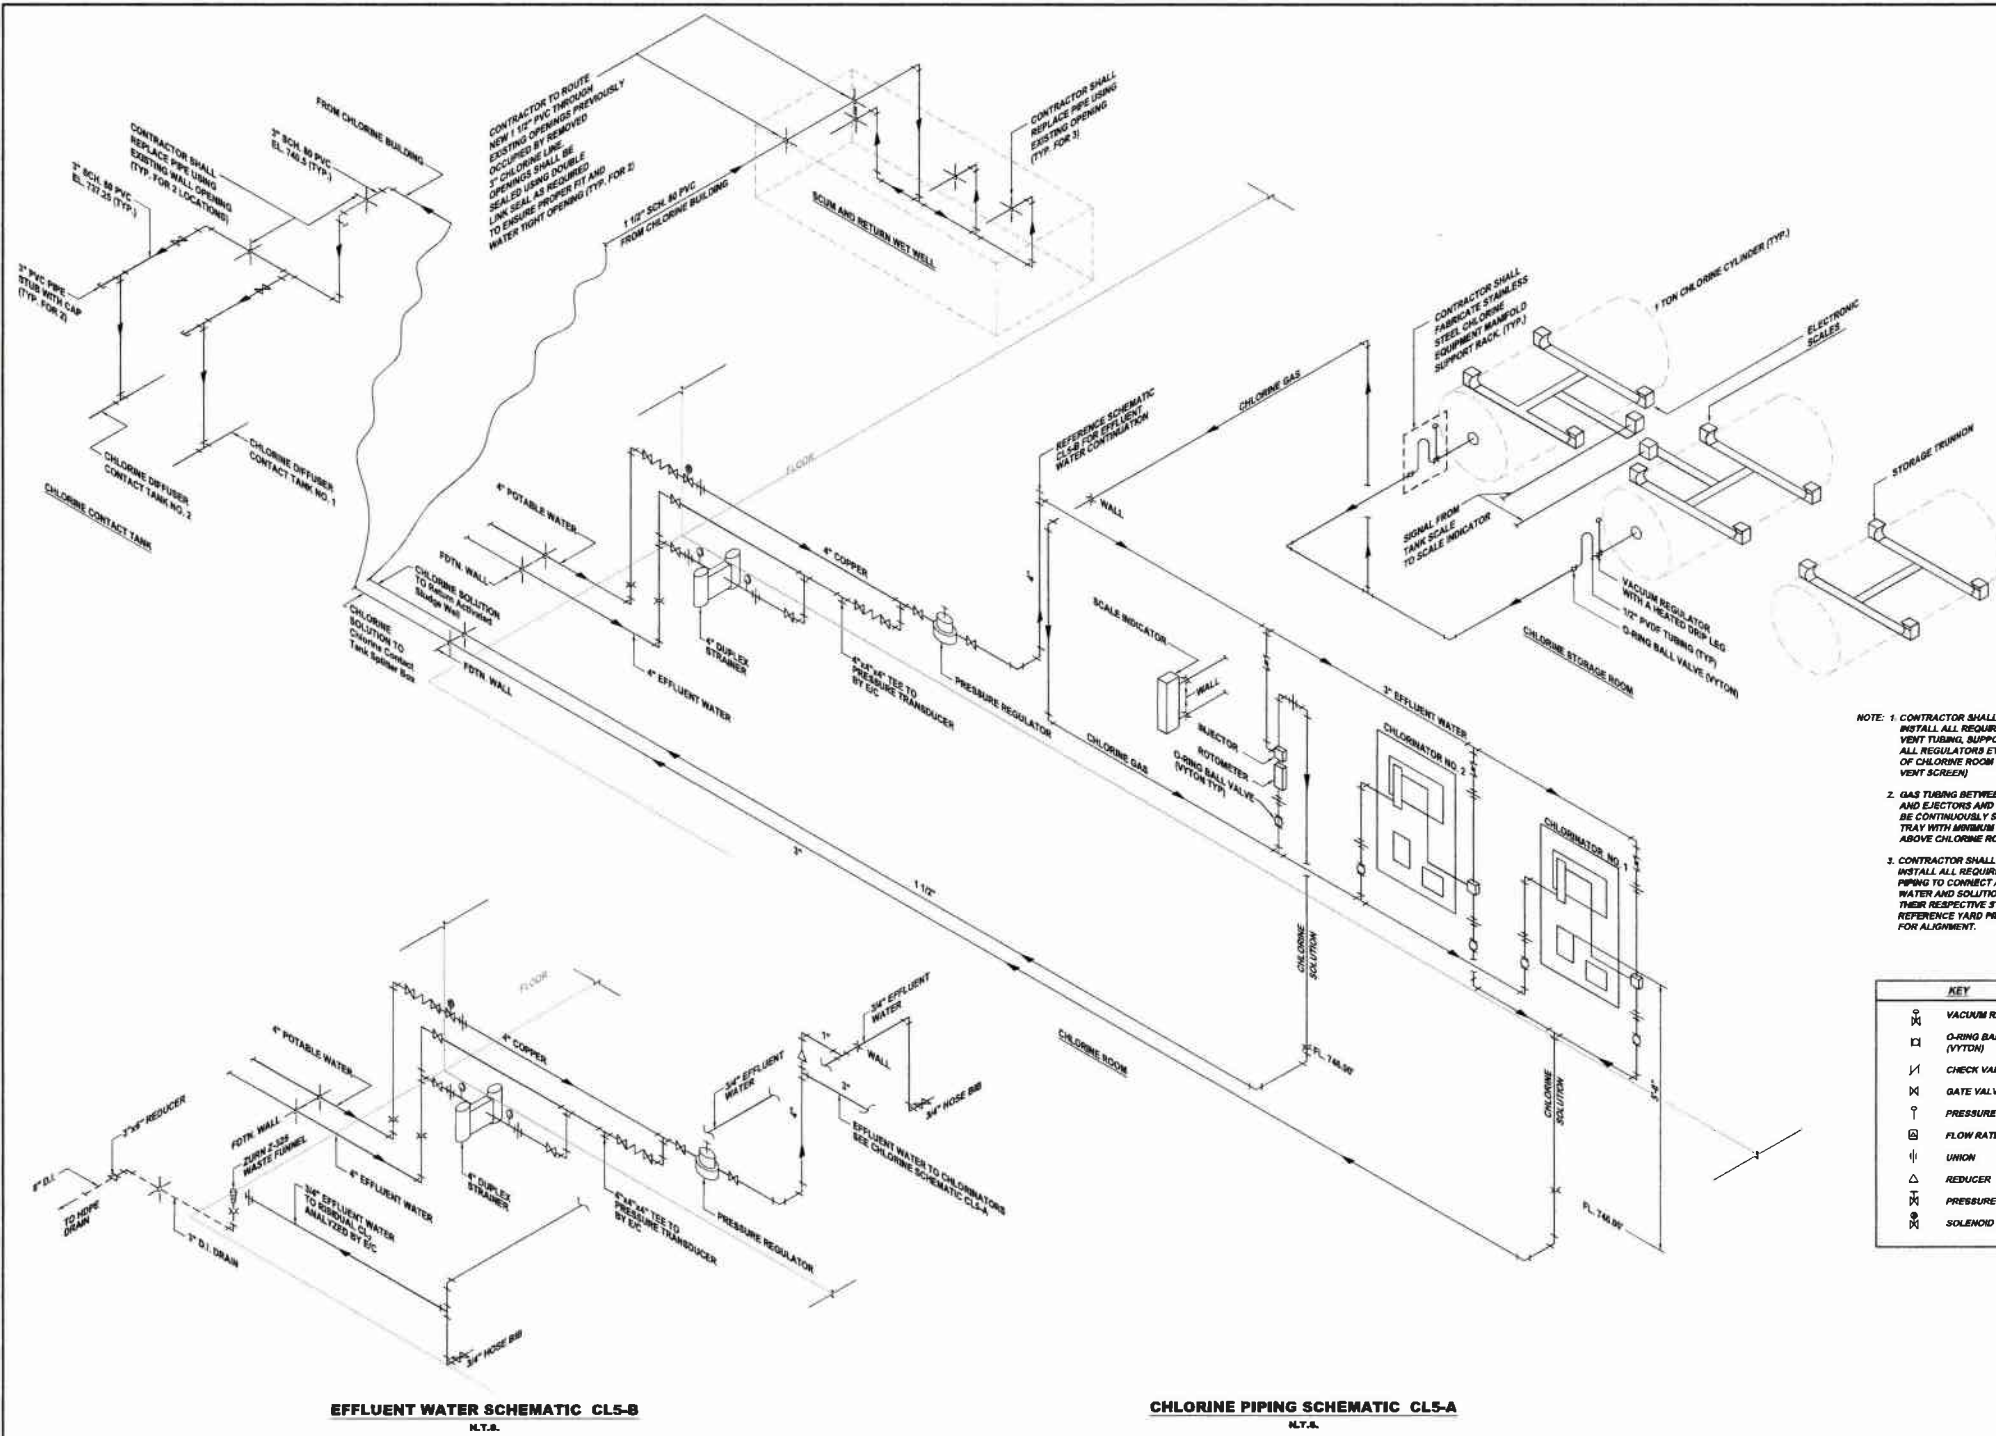 FROM CHLORINE BUILDING
3" SCH. 80 PVC
EL. 740.5 (TYP.)
CONTRACTOR SHALL
REPLACE PIPE USING
EXISTING WALL OPENING
(TYP. FOR 2 LOCATIONS)
3" SCH. 80 PVC
EL. 737.25 (TYP.)
3" PVC PIPE
STUB WITH CAP
(TYP. FOR 2)
CHLORINE DIFFUSER
CONTACT TANK NO. 2
CHLORINE DIFFUSER
CONTACT TANK NO. 1
CHLORINE CONTACT TANK
CONTRACTOR TO ROUTE
NEW 1 1/2" PVC THROUGH
EXISTING OPENINGS PREVIOUSLY
OCCUPIED BY REMOVED
3" CHLORINE LINE.
OPENINGS SHALL BE
SEALED USING DOUBLE
LINK SEAL AS REQUIRED
TO ENSURE PROPER FIT AND
WATER TIGHT OPENING (TYP. FOR 2)
1 1/2" SCH. 80 PVC
FROM CHLORINE BUILDING
SCUM AND RETURN WET WELL
CONTRACTOR SHALL
REPLACE PIPE USING
EXISTING OPENING
(TYP. FOR 3)
CONTRACTOR SHALL
FABRICATE STAINLESS
STEEL CHLORINE
EQUIPMENT MANIFOLD
SUPPORT RACK. (TYP.)
1 TON CHLORINE CYLINDER (TYP.)
ELECTRONIC
SCALES
STORAGE TRUNNON
CHLORINE GAS
REFERENCE SCHEMATIC
CL5-B FOR EFFLUENT
WATER CONTINUATION
WALL
SIGNAL FROM
TANK SCALE
TO SCALE INDICATOR
VACUUM REGULATOR
WITH A HEATED DRIP LEG
1/2" PVDF TUBING (TYP)
O-RING BALL VALVE (VYTON)
CHLORINE STORAGE ROOM
FLOOR
4" POTABLE WATER
FDTN. WALL
CHLORINE SOLUTION
TO Return Activated
Sludge Well
CHLORINE
SOLUTION TO
Chlorine Contact
Tank Splitter Box
FDTN. WALL
4" COPPER
4" DUPLEX
STRAINER
4" EFFLUENT WATER
4"x4"x4" TEE TO
PRESSURE TRANSDUCER
BY E/C
PRESSURE REGULATOR
4"
SCALE INDICATOR
WALL
INJECTOR
ROTOMETER
O-RING BALL VALVE
(VYTON TYP)
CHLORINE GAS
3" EFFLUENT WATER
CHLORINATOR NO. 2
CHLORINATOR NO. 1
3"
1 1/2"
CHLORINE
SOLUTION
CHLORINE
SOLUTION
CHLORINE ROOM
FL. 746.00'
FL. 746.00'
5'-4"
NOTE: 1. CONTRACTOR SHALL
INSTALL ALL REQUIR
VENT TUBING, SUPPO
ALL REGULATORS ET
OF CHLORINE ROOM
VENT SCREEN)
2. GAS TUBING BETWEE
AND EJECTORS AND
BE CONTINUOUSLY S
TRAY WITH MINIMUM
ABOVE CHLORINE RO
3. CONTRACTOR SHALL
INSTALL ALL REQUIR
PIPING TO CONNECT A
WATER AND SOLUTIO
THEIR RESPECTIVE S
REFERENCE YARD PI
FOR ALIGNMENT.
KEY
VACUUM R
O-RING BA
(VYTON)
CHECK VA
GATE VALV
PRESSURE
FLOW RAT
UNION
REDUCER
PRESSURE
SOLENOID
FLOOR
4" POTABLE WATER
4" COPPER
3"x8" REDUCER
FDTN. WALL
ZURN Z-325
WASTE FUNNEL
8" D.I.
TO HDPE
DRAIN
3" D.I. DRAIN
3/4" EFFLUENT WATER
TO RISIDUAL CL2
ANALYZED BY E/C
4" EFFLUENT WATER
4" DUPLEX
STRAINER
4"x4"x4" TEE TO
PRESSURE TRANSDUCER
BY E/C
PRESSURE REGULATOR
3/4" EFFLUENT
WATER
3/4" EFFLUENT
WATER
1"
WALL
3"
4"
3/4" HOSE BIB
EFFLUENT WATER TO CHLORINATORS
SEE CHLORINE SCHEMATIC CL5-A
3/4" HOSE BIB
EFFLUENT WATER SCHEMATIC CL5-B
N.T.S.
CHLORINE PIPING SCHEMATIC CL5-A
N.T.S.